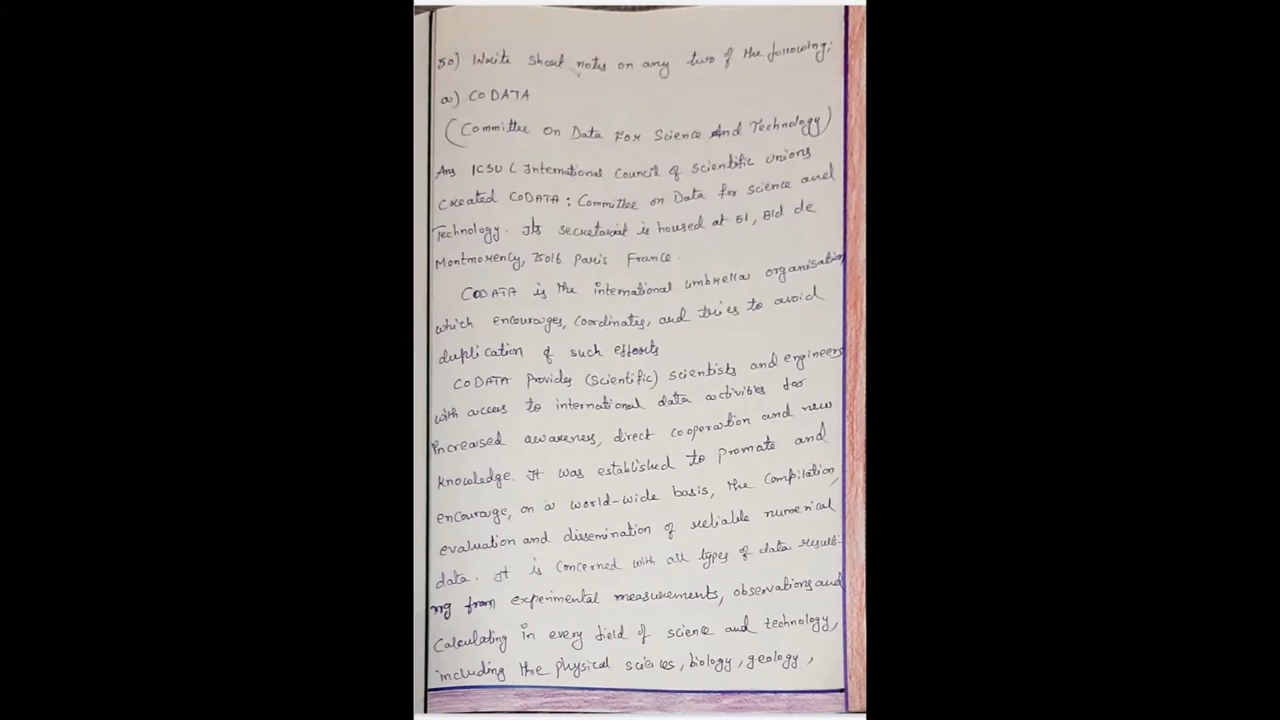 50) Write Short notes on any two of the following:
a) CODATA
(Committee on Data For Science And Technology)
Ans ICSU (International Council of Scientific Unions
Created CODATA: Committee on Data for science and
Technology. Its secretariat is housed at 51, Bld de
Montmorency, 75016 Paris France.
CODATA is the international umbrella organisation
which encourages, coordinates, and tries to avoid
duplication of such efforts
CODATA Provides (scientific) scientists and engineers
with access to international data activities for
increased awareness, direct cooperation and new
knowledge. It was established to promate and
encourage, on a world-wide basis, the compilation,
evaluation and dissemination of reliable numerical
data. It is concerned with all types of data resulti-
ng from experimental measurements, observations and
Calculating in every field of science and technology,
including the physical sciences, biology, geology,